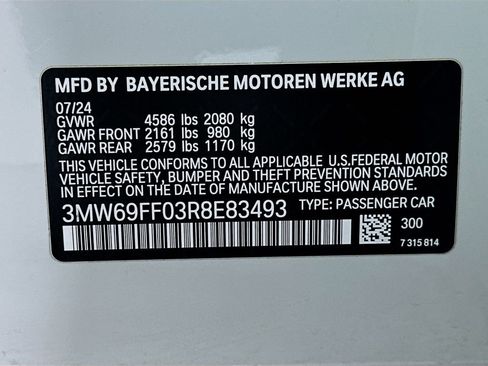 MFD BY BAYERISCHE MOTOREN WERKE AG
07/24
GVWR 4586 lbs 2080 kg
GAWR FRONT 2161 lbs 980 kg
GAWR REAR 2579 lbs 1170 kg
THIS VEHICLE CONFORMS TO ALL APPLICABLE U.S.FEDERAL MOTOR
VEHICLE SAFETY, BUMPER AND THEFT PREVENTION STANDARDS
IN EFFECT ON THE DATE OF MANUFACTURE SHOWN ABOVE.
3MW69FF03R8E83493 TYPE: PASSENGER CAR
300
7 315 814